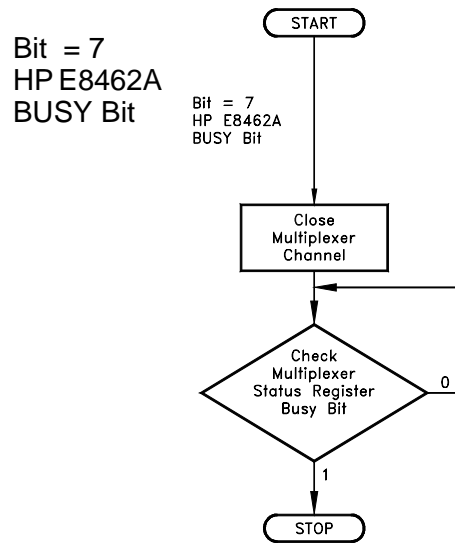 Bit = 7
HP E8462A
BUSY Bit
START
Bit = 7
HP E8462A
BUSY Bit
Close
Multiplexer
Channel
Check
Multiplexer
Status Register
Busy Bit
0
1
STOP